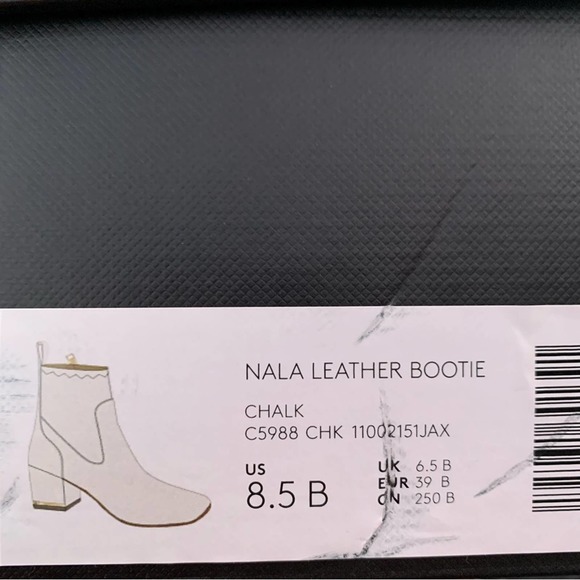 NALA LEATHER BOOTIE
CHALK
C5988 CHK 11002151JAX
US
8.5 B
UK 6.5 B
EUR 39 B
CN 250 B